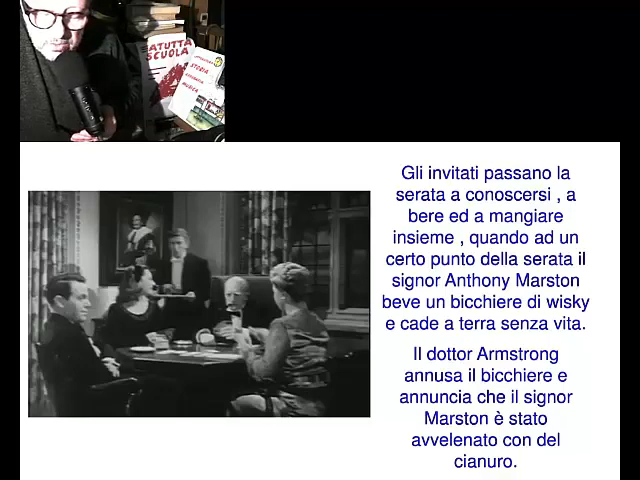 ATUTTA
SCUOLA
STORIA
MUSICA
Gli invitati passano la
serata a conoscersi , a
bere ed a mangiare
insieme , quando ad un
certo punto della serata il
signor Anthony Marston
beve un bicchiere di wisky
e cade a terra senza vita.
Il dottor Armstrong
annusa il bicchiere e
annuncia che il signor
Marston è stato
avvelenato con del
cianuro.